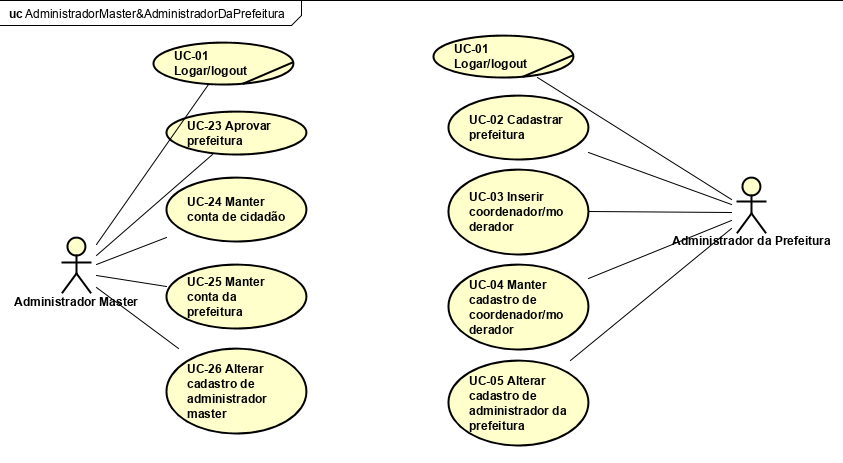 uc AdministradorMaster&AdministradorDaPrefeitura
UC-01
Logar/logout
UC-23 Aprovar
prefeitura
UC-24 Manter
conta de cidadão
UC-25 Manter
conta da
prefeitura
UC-26 Alterar
cadastro de
administrador
master
Administrador Master
UC-01
Logar/logout
UC-02 Cadastrar
prefeitura
UC-03 Inserir
coordenador/mo
derador
UC-04 Manter
cadastro de
coordenador/mo
derador
UC-05 Alterar
cadastro de
administrador da
prefeitura
Administrador da Prefeitura